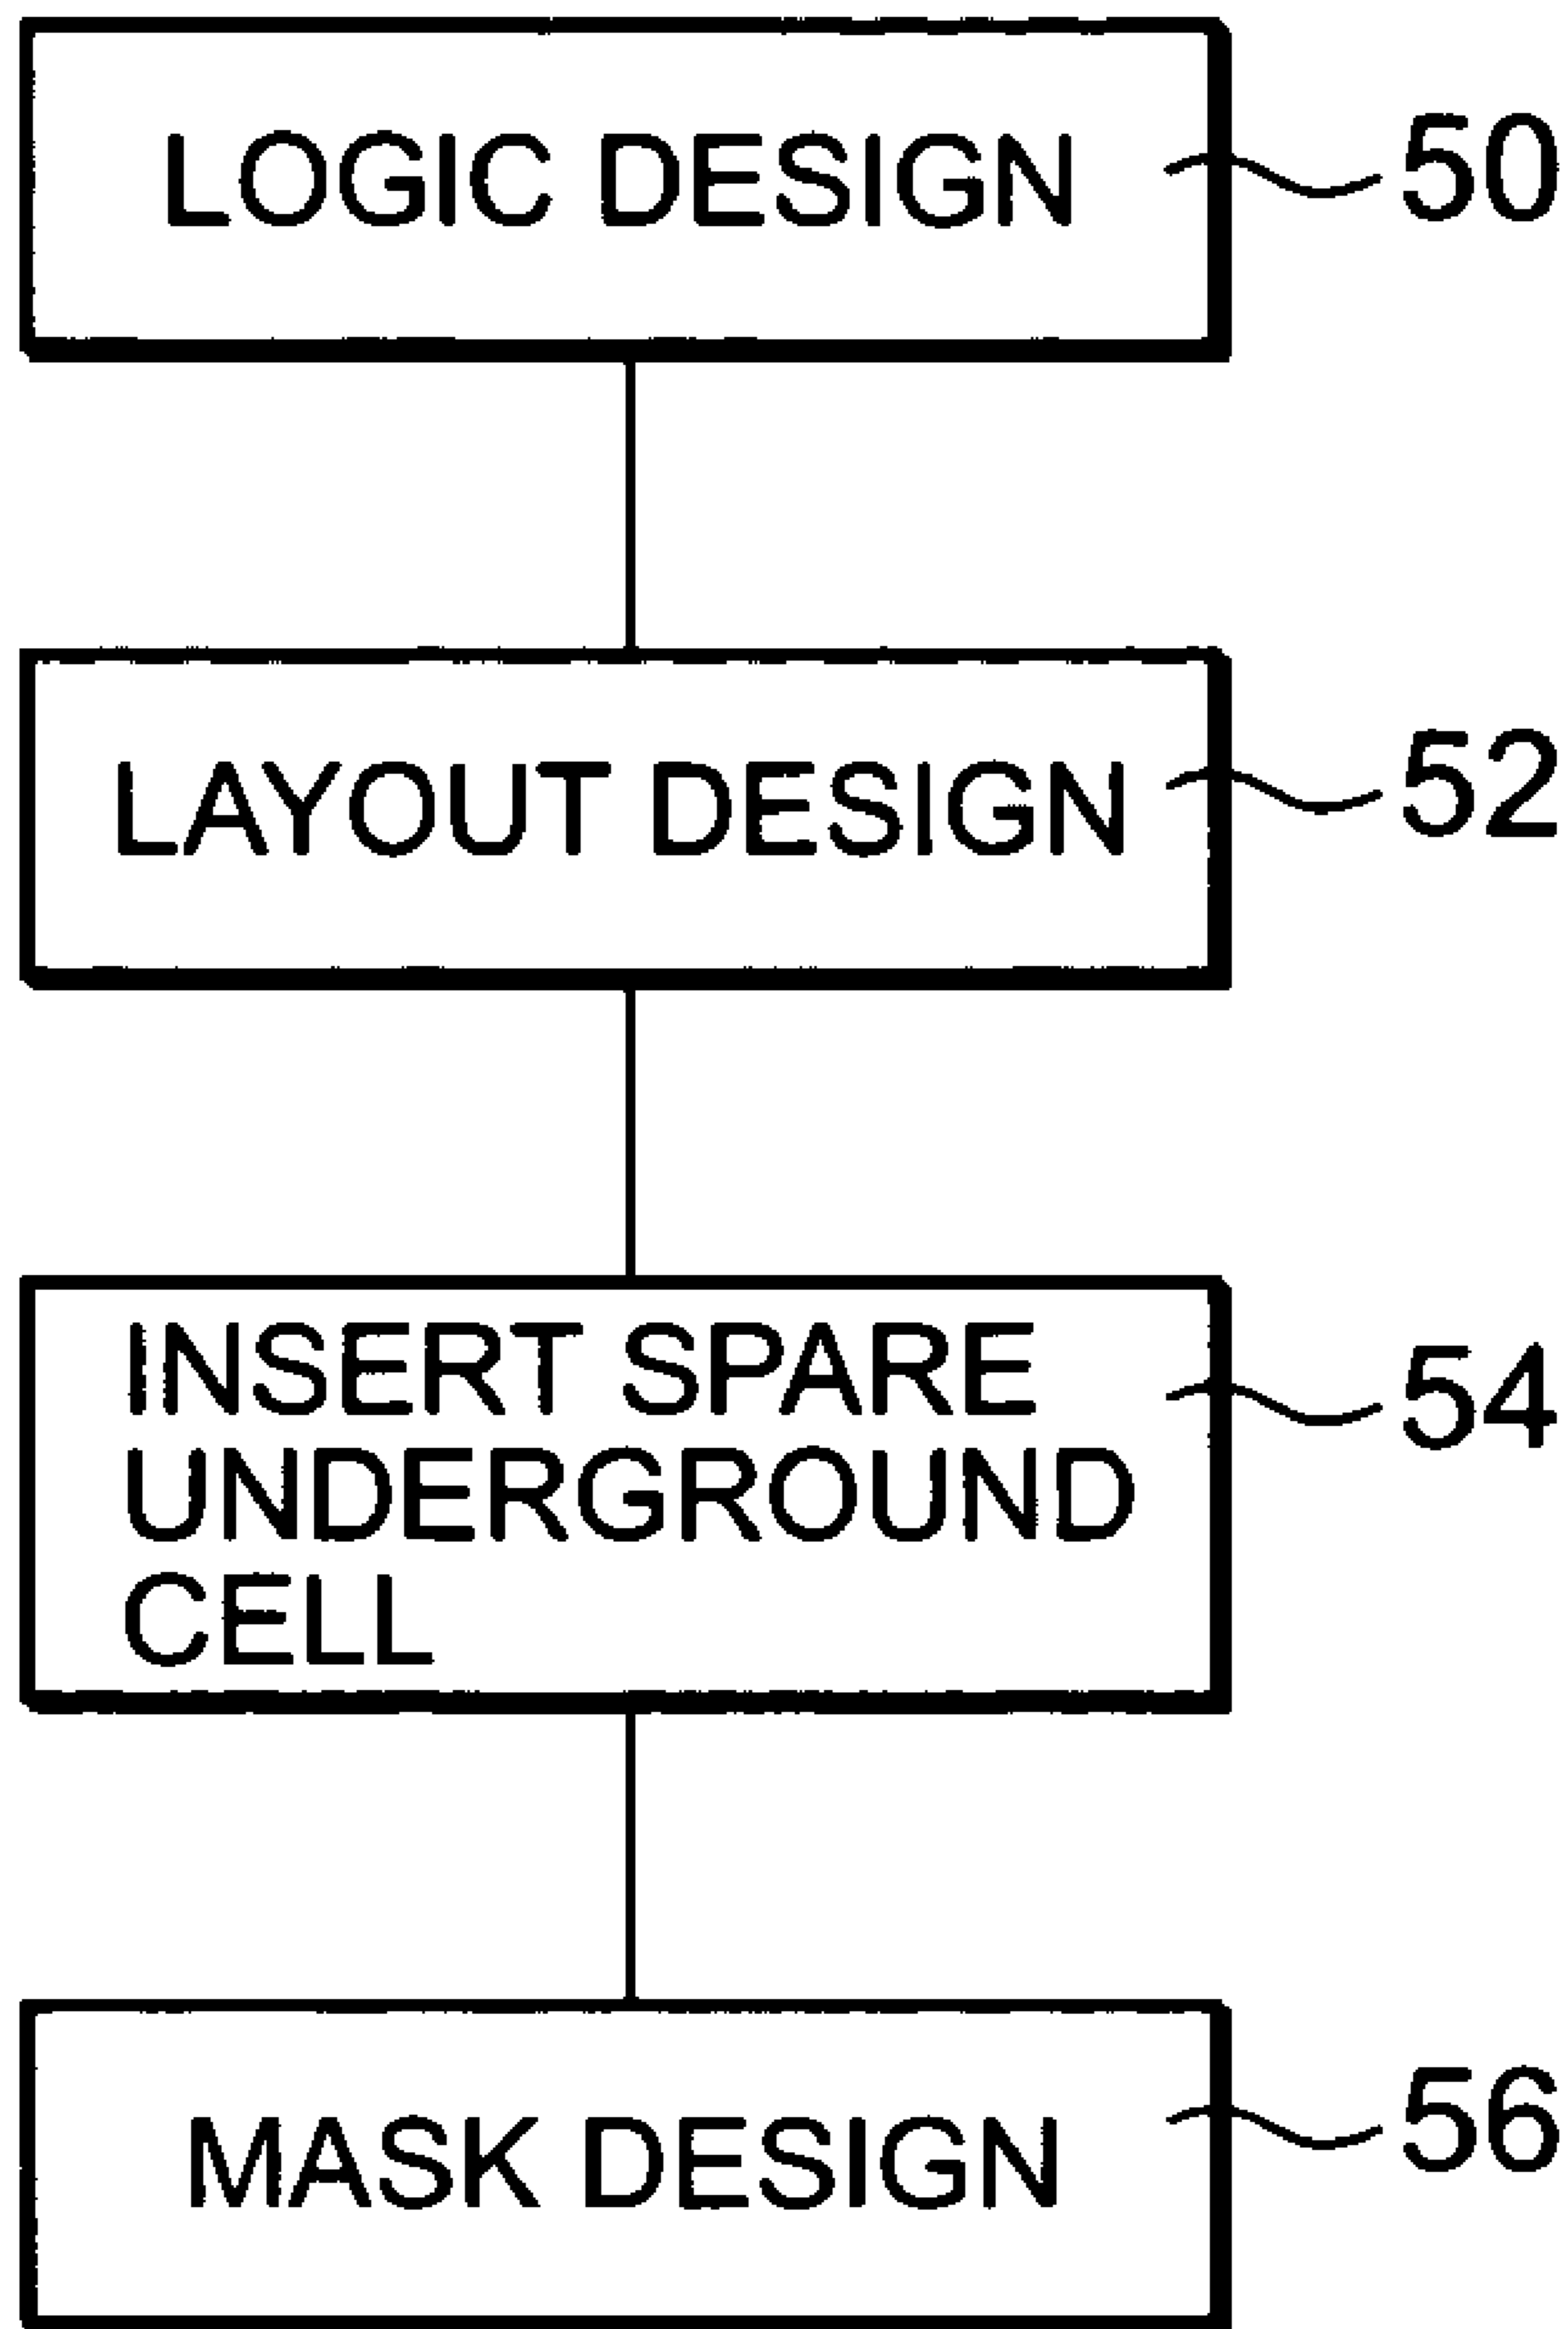 LOGIC DESIGN
50
LAYOUT DESIGN
52
INSERT SPARE
UNDERGROUND
CELL
54
MASK DESIGN
56